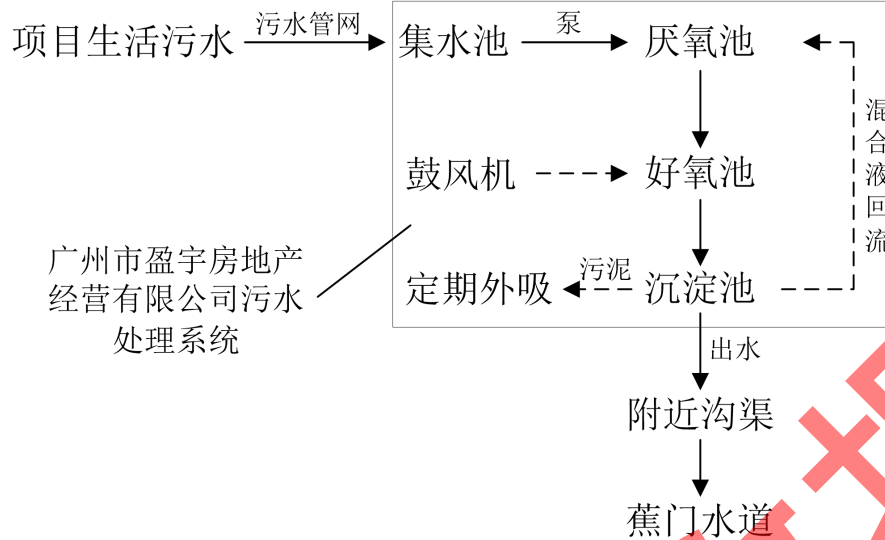 项目生活污水
污水管网
集水池
泵
厌氧池
混合液回流
鼓风机
好氧池
广州市盈宇房地产
经营有限公司污水
处理系统
定期外吸
污泥
沉淀池
出水
附近沟渠
蕉门水道